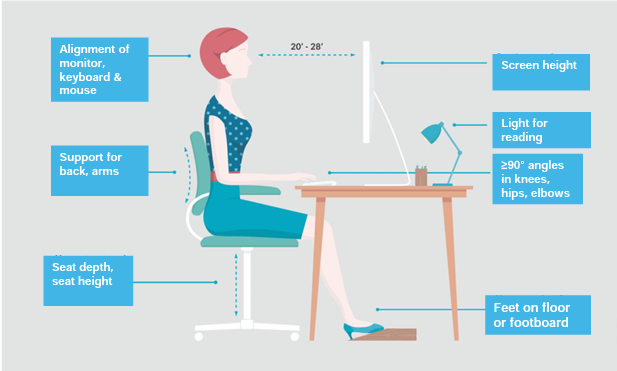 20' - 28'
Alignment of
monitor,
keyboard &
mouse
Screen height
Light for
reading
Support for
back, arms
≥90° angles
in knees,
hips, elbows
Seat depth,
seat height
Feet on floor
or footboard